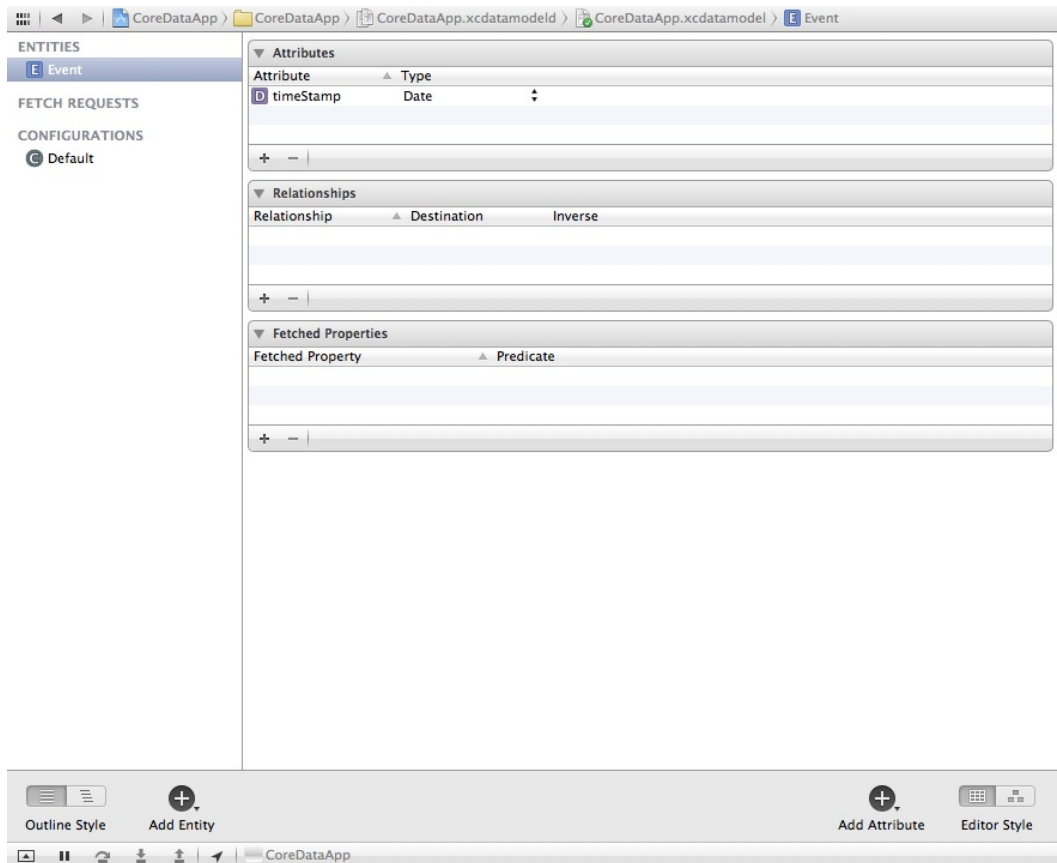 CoreDataApp CoreDataApp CoreDataApp.xcdatamodeld CoreDataApp.xcdatamodel E Event
ENTITIES
E Event
FETCH REQUESTS
CONFIGURATIONS
C Default
Attributes
Attribute Type
D timeStamp Date
Relationships
Relationship Destination Inverse
Fetched Properties
Fetched Property Predicate
Outline Style Add Entity Add Attribute Editor Style
CoreDataApp